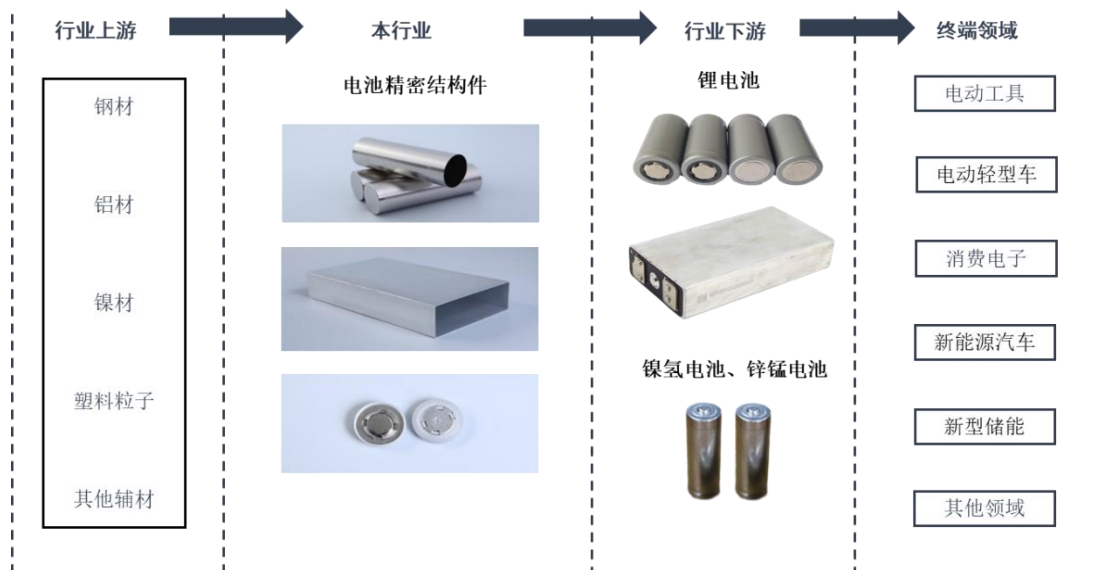 行业上游
本行业
行业下游
终端领域
钢材
铝材
镍材
塑料粒子
其他辅材
电池精密结构件
锂电池
镍氢电池、锌锰电池
电动工具
电动轻型车
消费电子
新能源汽车
新型储能
其他领域